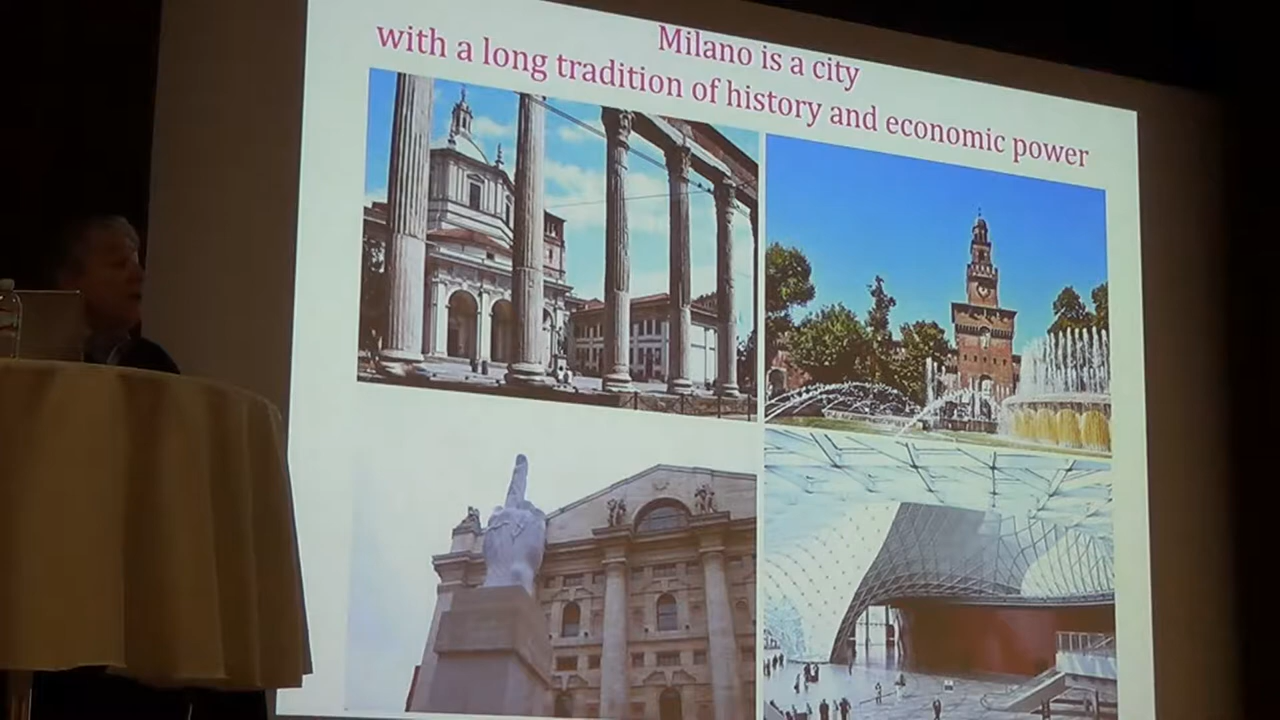 Milano is a city
with a long tradition of history and economic power